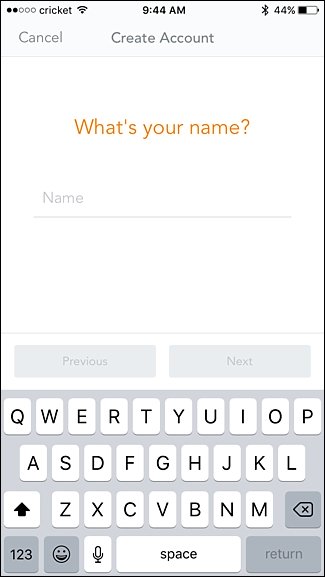 cricket 9:44 AM 44%
Cancel Create Account
What's your name?
Name
Previous Next
Q W E R T Y U I O P
A S D F G H J K L
Z X C V B N M
123 space return